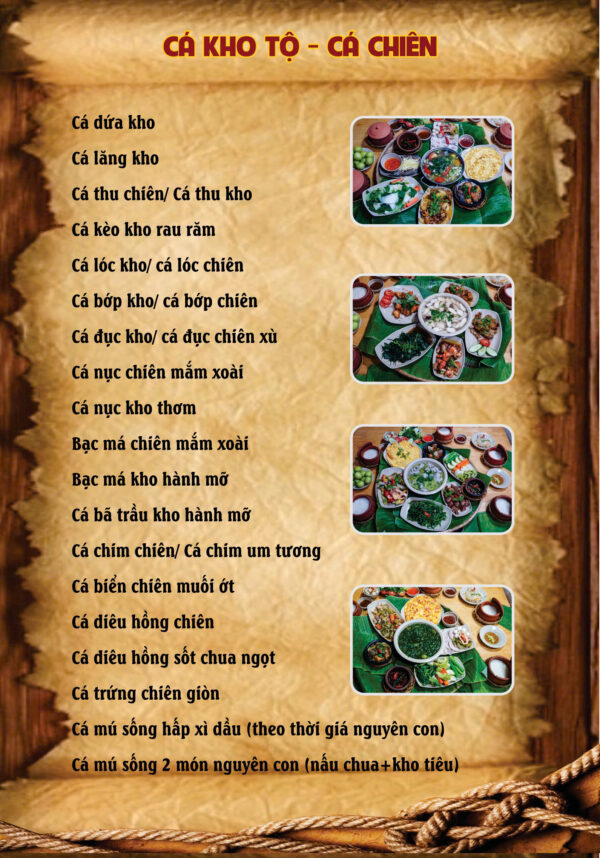 CÁ KHO TỘ - CÁ CHIÊN
Cá dứa kho
Cá lăng kho
Cá thu chiên/ Cá thu kho
Cá kèo kho rau răm
Cá lóc kho/ cá lóc chiên
Cá bớp kho/ cá bớp chiên
Cá đục kho/ cá đục chiên xù
Cá nục chiên mắm xoài
Cá nục kho thơm
Bạc má chiên mắm xoài
Bạc má kho hành mỡ
Cá bã trầu kho hành mỡ
Cá chim chiên/ Cá chim um tương
Cá biển chiên muối ớt
Cá diêu hồng chiên
Cá diêu hồng sốt chua ngọt
Cá trứng chiên giòn
Cá mú sống hấp xì dầu (theo thời giá nguyên con)
Cá mú sống 2 món nguyên con (nấu chua+kho tiêu)